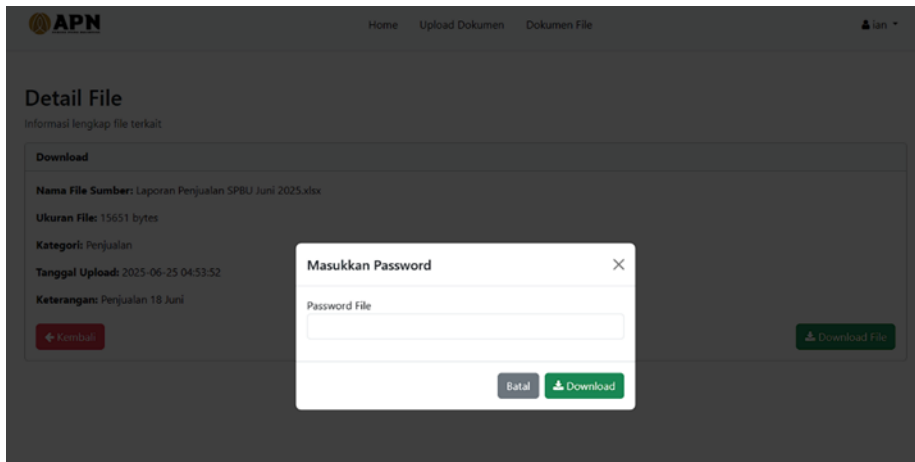 APN
Home Upload Dokumen Dokumen File ian
Detail File
Informasi lengkap file terkait
Download
Nama File Sumber: Laporan Penjualan SPBU Juni 2025.xlsx
Ukuran File: 15651 bytes
Kategori: Penjualan
Tanggal Upload: 2025-06-25 04:53:52
Keterangan: Penjualan 18 Juni
Kembali
Download File
Masukkan Password
Password File
Batal Download